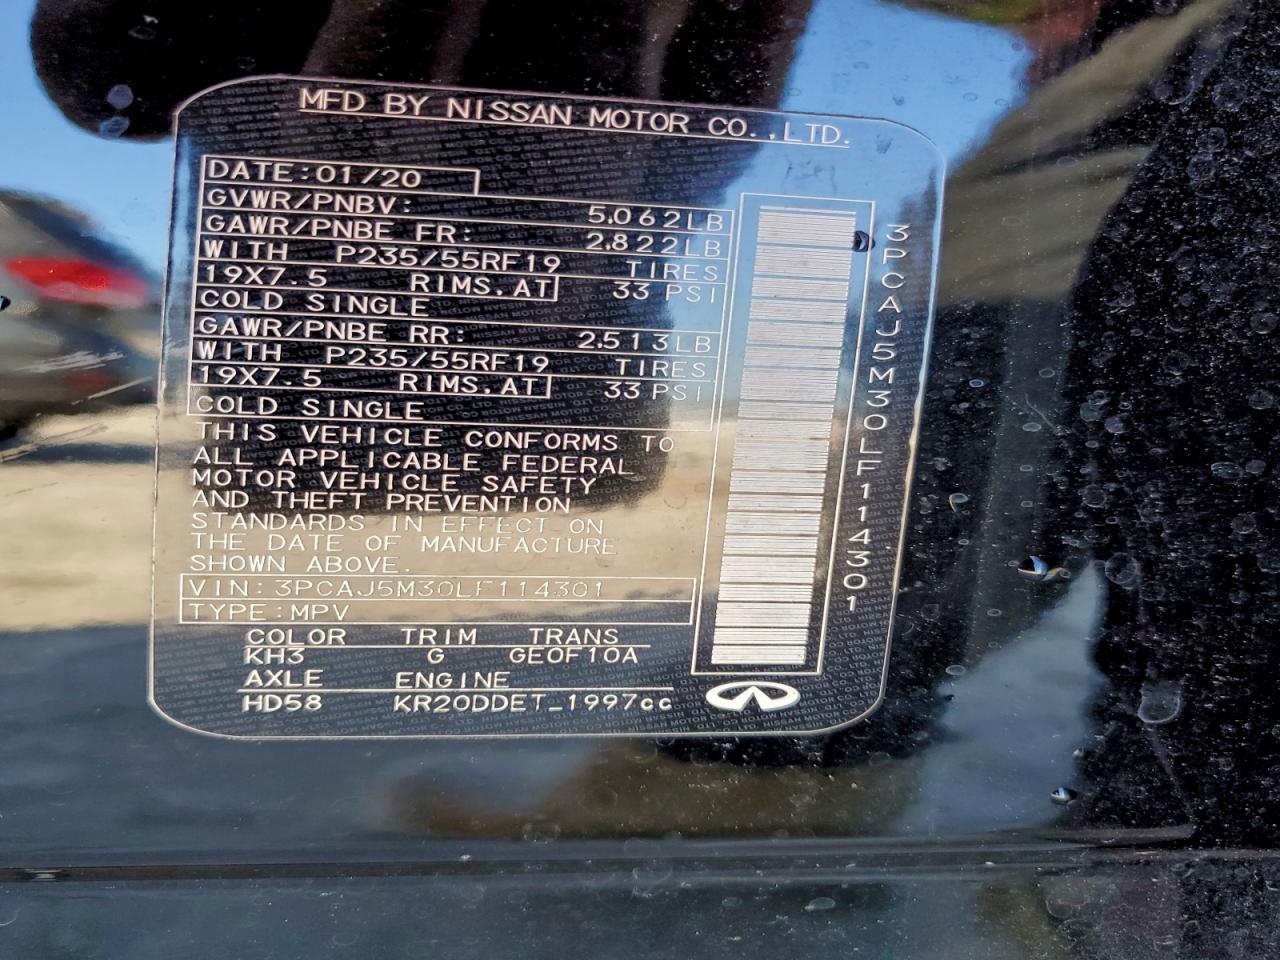 MFD BY NISSAN MOTOR CO.,LTD.
DATE:01/20
GVWR/PNBV: 5.062LB
GAWR/PNBE FR: 2.822LB
WITH P235/55RF19 TIRES
19X7.5 RIMS.AT 33 PSI
COLD SINGLE
GAWR/PNBE RR: 2.513LB
WITH P235/55RF19 TIRES
19X7.5 RIMS.AT 33 PSI
COLD SINGLE
THIS VEHICLE CONFORMS TO
ALL APPLICABLE FEDERAL
MOTOR VEHICLE SAFETY
AND THEFT PREVENTION
STANDARDS IN EFFECT ON
THE DATE OF MANUFACTURE
SHOWN ABOVE.
VIN:3PCAJ5M30LF114301
TYPE:MPV
COLOR TRIM TRANS
KH3 G GE0F10A
AXLE ENGINE
HD58 KR20DDET_1997cc
3PCAJ5M30LF114301